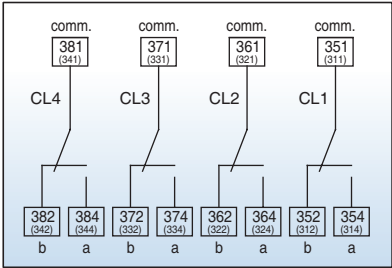 comm. comm. comm. comm.
381 371 361 351
(341) (331) (321) (311)
CL4 CL3 CL2 CL1
382 384 372 374 362 364 352 354
(342) (344) (332) (334) (322) (324) (312) (314)
b a b a b a b a